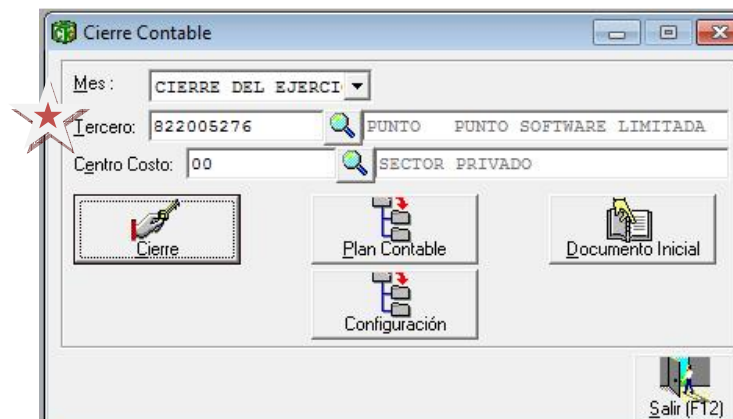 Cierre Contable
Mes: CIERRE DEL EJERCI
Tercero: 822005276 PUNTO PUNTO SOFTWARE LIMITADA
Centro Costo: 00 SECTOR PRIVADO
Cierre Plan Contable Documento Inicial
Configuración
Salir (F12)